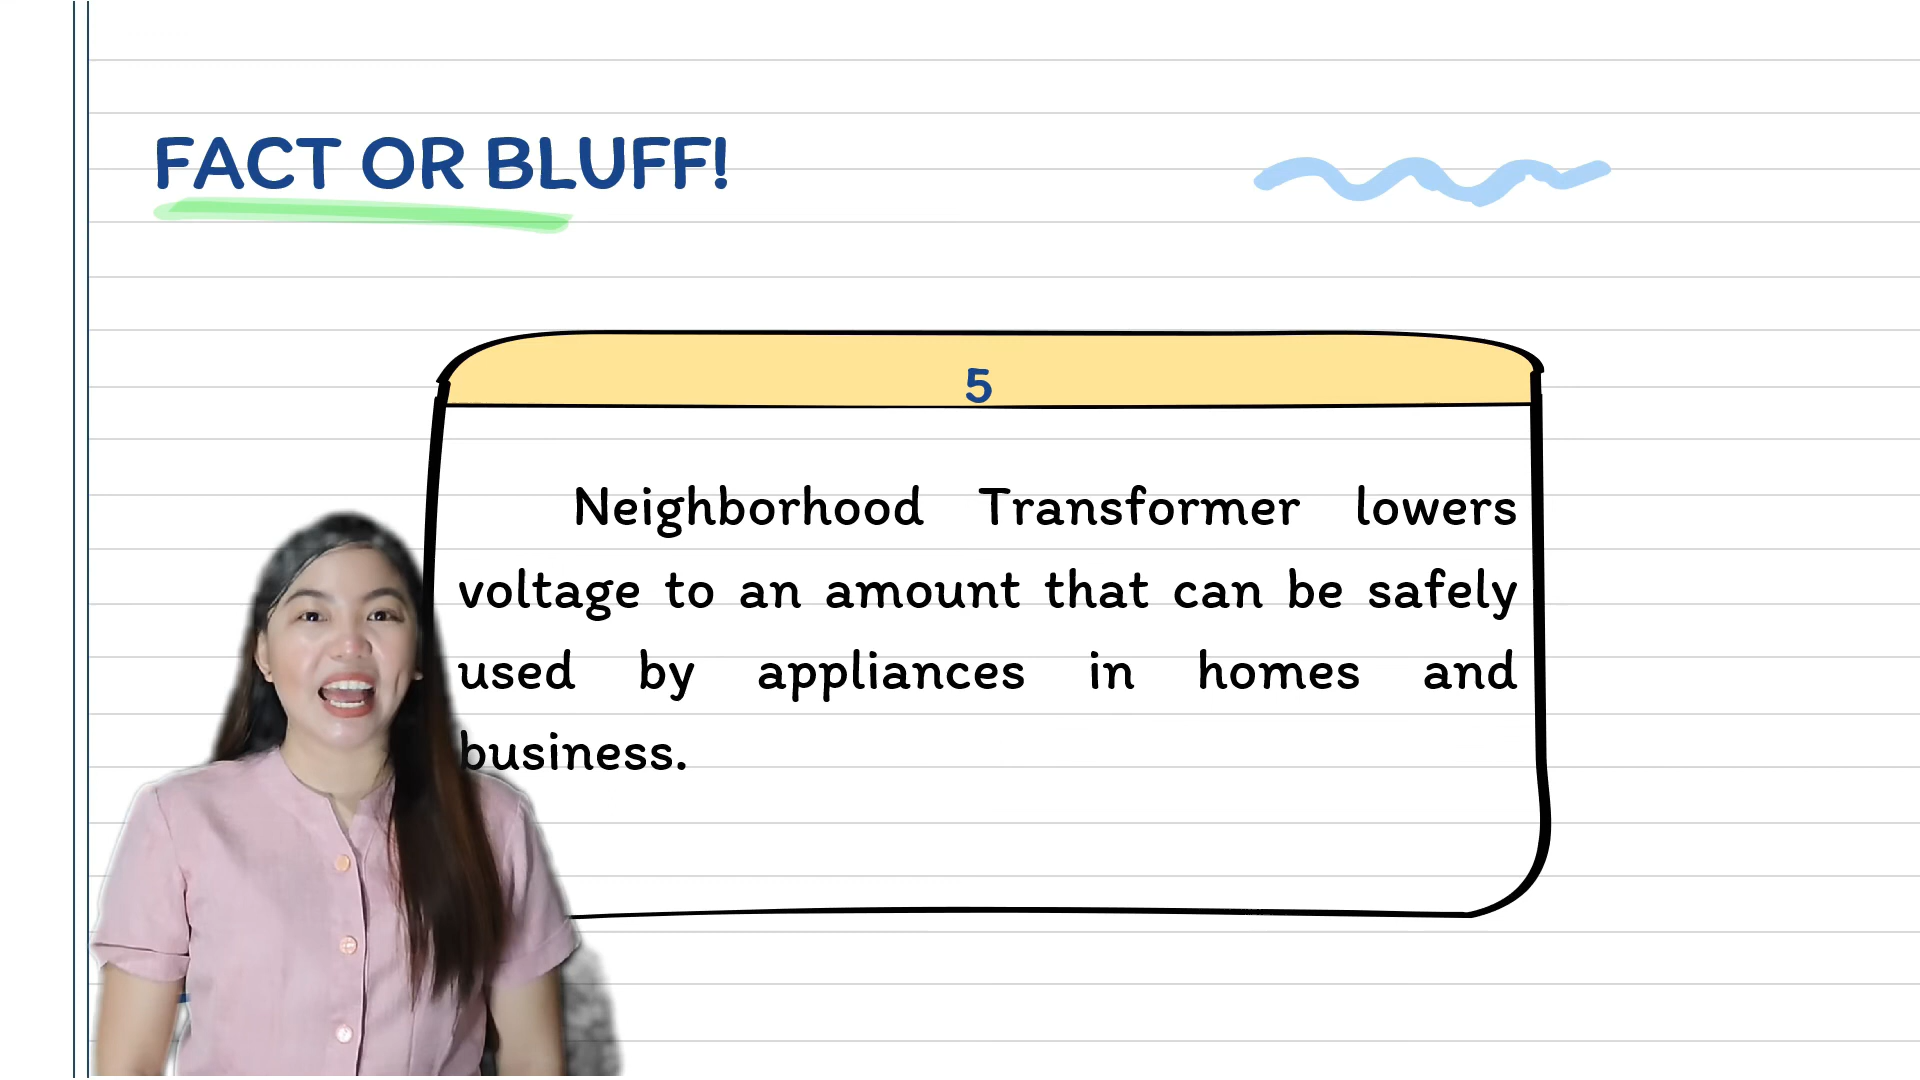 FACT OR BLUFF!
5
Neighborhood Transformer lowers
voltage to an amount that can be safely
used by appliances in homes and
business.